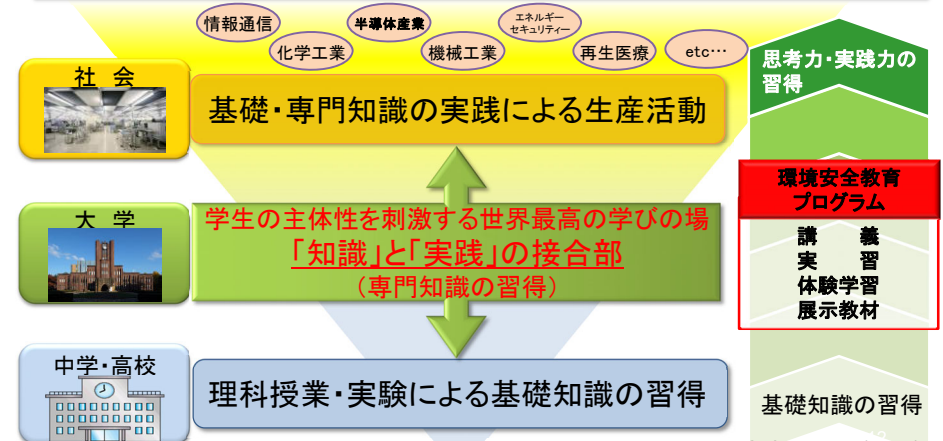 情報通信
半導体産業
エネルギー
セキュリティー
化学工業
機械工業
再生医療
etc…
思考力・実践力の
習得
社 会
基礎・専門知識の実践による生産活動
環境安全教育
プログラム
講 義
実 習
体験学習
展示教材
大 学
学生の主体性を刺激する世界最高の学びの場
「知識」と「実践」の接合部
（専門知識の習得）
中学・高校
理科授業・実験による基礎知識の習得
基礎知識の習得